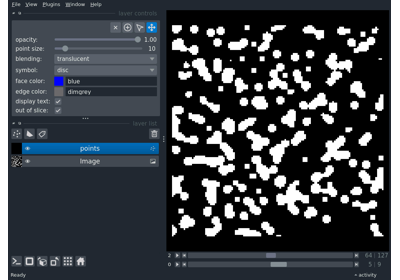 File View Plugins Window Help
layer controls
opacity: 1.00
point size: 10
blending: translucent
symbol: disc
face color: blue
edge color: dimgrey
display text:
out of slice:
layer list
points
Image
2 64 127
0 5 9
Ready activity